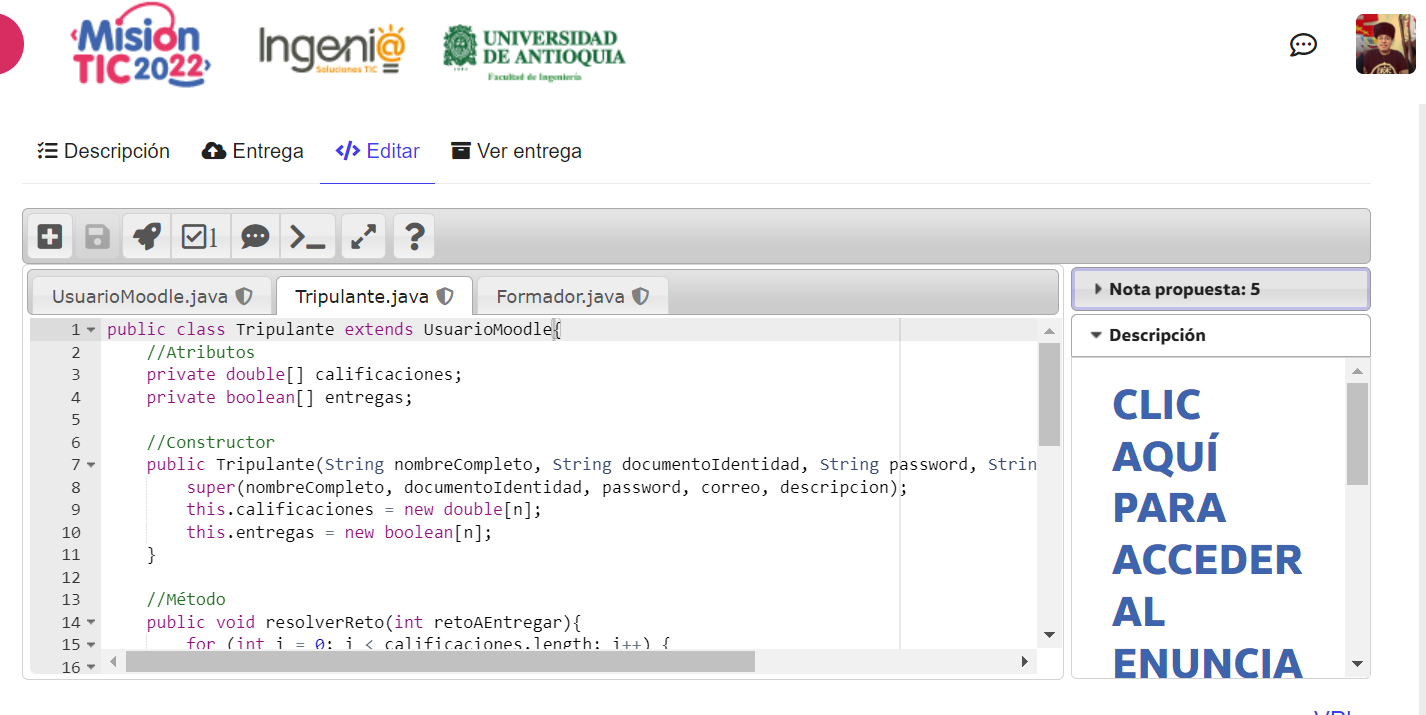 ‹Misión
TIC 2022›
Ingeni@
Soluciones TIC
UNIVERSIDAD
DE ANTIOQUIA
Facultad de Ingeniería
Descripción
Entrega
</> Editar
Ver entrega
1
>_
?
UsuarioMoodle.java
Tripulante.java
Formador.java
Nota propuesta: 5
Descripción
1 public class Tripulante extends UsuarioMoodle{
2 //Atributos
3 private double[] calificaciones;
4 private boolean[] entregas;
5
6 //Constructor
7 public Tripulante(String nombreCompleto, String documentoIdentidad, String password, Strin
8 super(nombreCompleto, documentoIdentidad, password, correo, descripcion);
9 this.calificaciones = new double[n];
10 this.entregas = new boolean[n];
11 }
12
13 //Método
14 public void resolverReto(int retoAEntregar){
15 for (int i = 0; i < calificaciones.length; i++) {
16
CLIC
AQUÍ
PARA
ACCEDER
AL
ENUNCIA
VPL